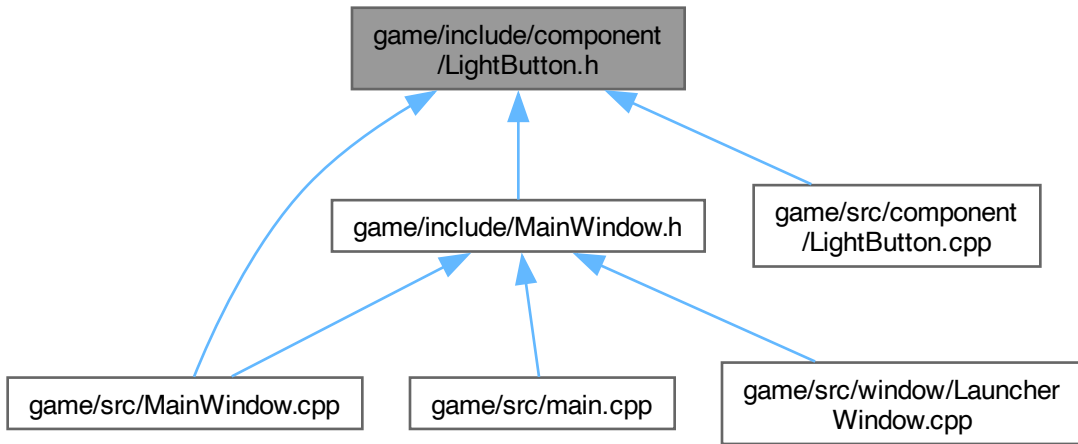 game/include/component
/LightButton.h
game/include/MainWindow.h
game/src/component
/LightButton.cpp
game/src/MainWindow.cpp
game/src/main.cpp
game/src/window/Launcher
Window.cpp